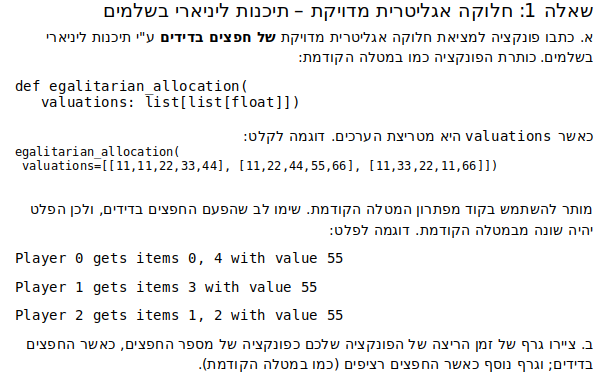 שאלה 1: חלוקה אגליטרית מדויקת – תיכנות ליניארי בשלמים
א. כתבו פונקציה למציאת חלוקה אגליטרית מדויקת של חפצים בדידים ע"י תיכנות ליניארי
בשלמים. כותרת הפונקציה כמו במטלה הקודמת:
def egalitarian_allocation(
valuations: list[list[float]])
כאשר valuations היא מטריצת הערכים. דוגמה לקלט:
egalitarian_allocation(
valuations=[[11,11,22,33,44], [11,22,44,55,66], [11,33,22,11,66]])
מותר להשתמש בקוד מפתרון המטלה הקודמת. שימו לב שהפעם החפצים בדידים, ולכן הפלט
יהיה שונה מבמטלה הקודמת. דוגמה לפלט:
Player 0 gets items 0, 4 with value 55
Player 1 gets items 3 with value 55
Player 2 gets items 1, 2 with value 55
ב. ציירו גרף של זמן הריצה של הפונקציה שלכם כפונקציה של מספר החפצים, כאשר החפצים
בדידים; וגרף נוסף כאשר החפצים רציפים (כמו במטלה הקודמת).